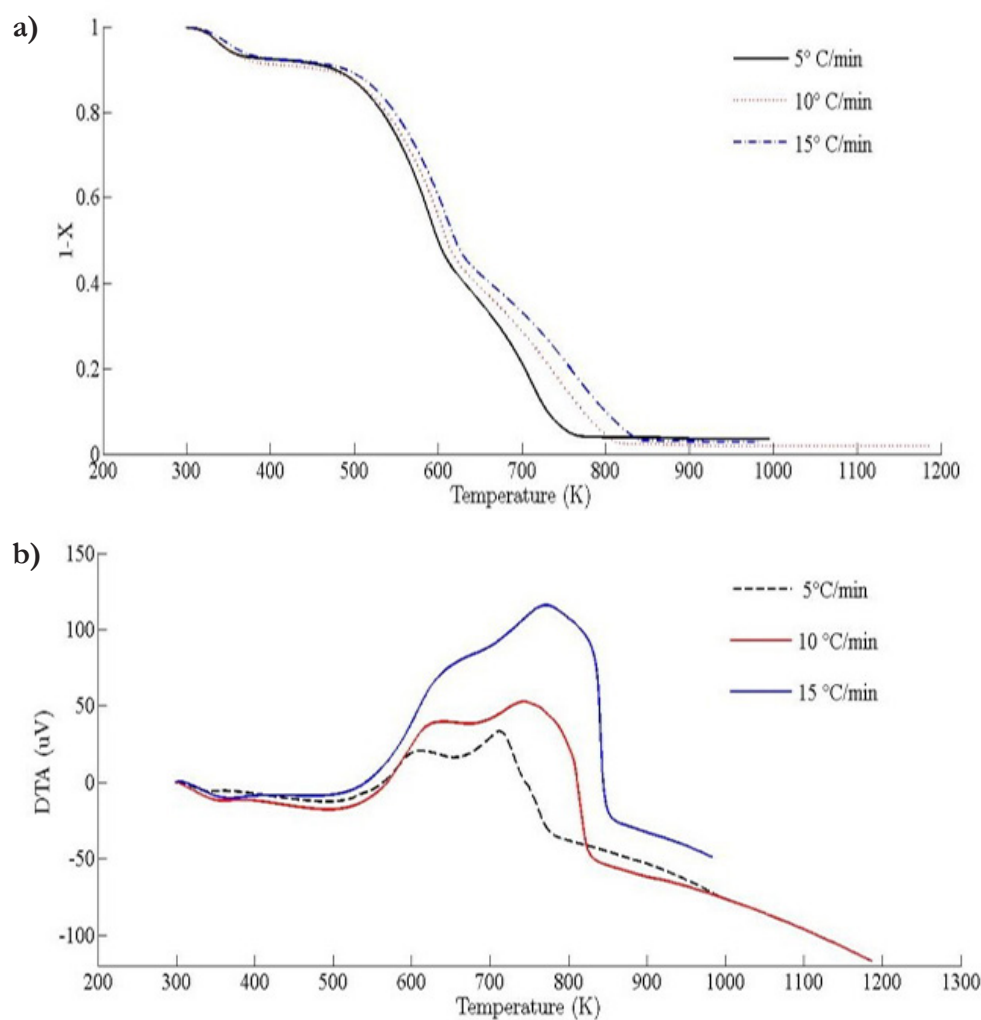 a)
1
0.8
0.6
0.4
0.2
0
1-X
200 300 400 500 600 700 800 900 1000 1100 1200
Temperature (K)
5° C/min
10° C/min
15° C/min
b)
150
100
50
0
-50
-100
DTA (uV)
200 300 400 500 600 700 800 900 1000 1100 1200 1300
Temperature (K)
5°C/min
10 °C/min
15 °C/min